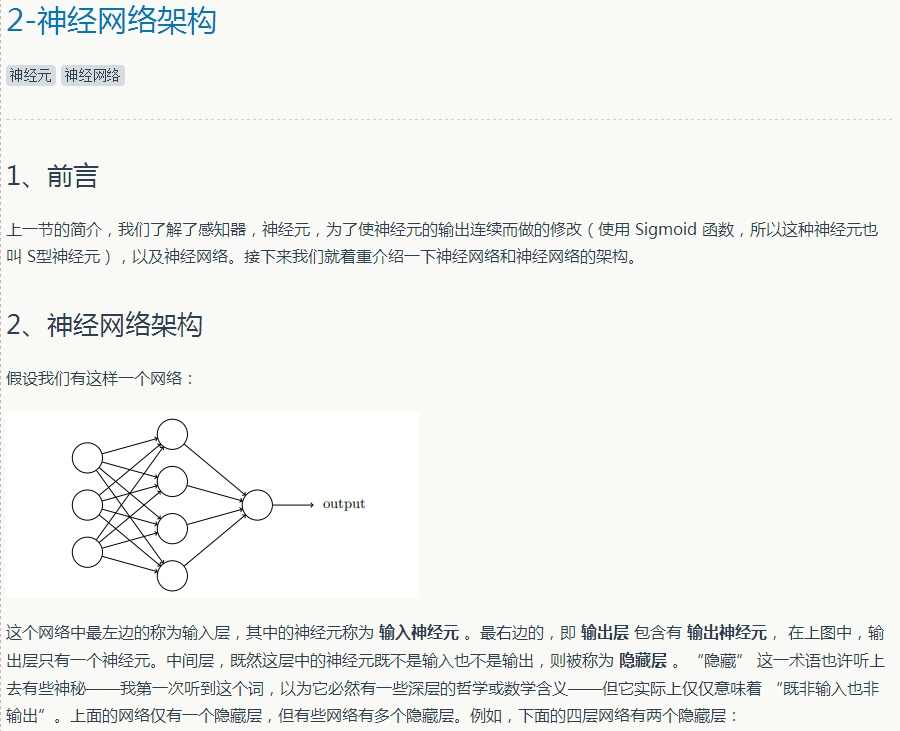 2-神经网络架构
神经元 神经网络
1、前言
上一节的简介，我们了解了感知器，神经元，为了使神经元的输出连续而做的修改（使用 Sigmoid 函数，所以这种神经元也
叫 S型神经元），以及神经网络。接下来我们就着重介绍一下神经网络和神经网络的架构。
2、神经网络架构
假设我们有这样一个网络：
output
这个网络中最左边的称为输入层，其中的神经元称为 输入神经元 。最右边的，即 输出层 包含有 输出神经元 ， 在上图中，输
出层只有一个神经元。中间层，既然这层中的神经元既不是输入也不是输出，则被称为 隐藏层 。“隐藏” 这一术语也许听上
去有些神秘——我第一次听到这个词，以为它必然有一些深层的哲学或数学含义——但它实际上仅仅意味着 “既非输入也非
输出”。上面的网络仅有一个隐藏层，但有些网络有多个隐藏层。例如，下面的四层网络有两个隐藏层：